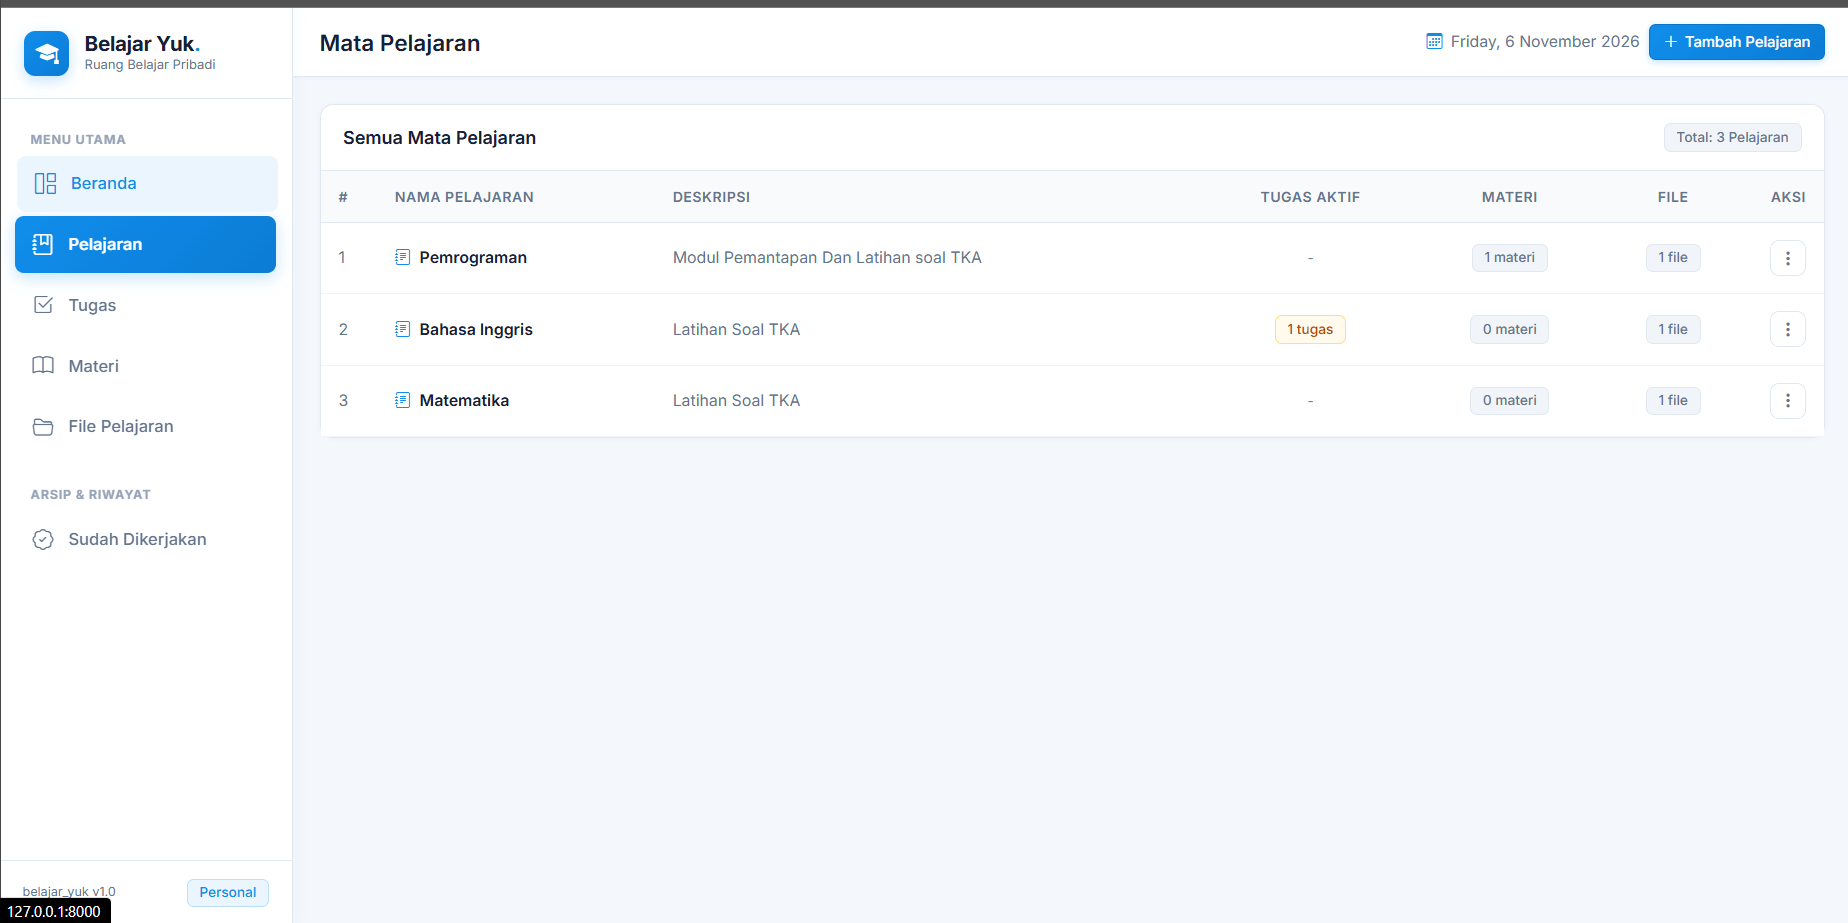 Belajar Yuk.
Ruang Belajar Pribadi
MENU UTAMA
Beranda
Pelajaran
Tugas
Materi
File Pelajaran
ARSIP & RIWAYAT
Sudah Dikerjakan
belajar_yuk v1.0
Personal
127.0.0.1:8000
Mata Pelajaran
Friday, 6 November 2026
+ Tambah Pelajaran
Semua Mata Pelajaran
Total: 3 Pelajaran
# NAMA PELAJARAN DESKRIPSI TUGAS AKTIF MATERI FILE AKSI
1 Pemrograman Modul Pemantapan Dan Latihan soal TKA - 1 materi 1 file
2 Bahasa Inggris Latihan Soal TKA 1 tugas 0 materi 1 file
3 Matematika Latihan Soal TKA - 0 materi 1 file